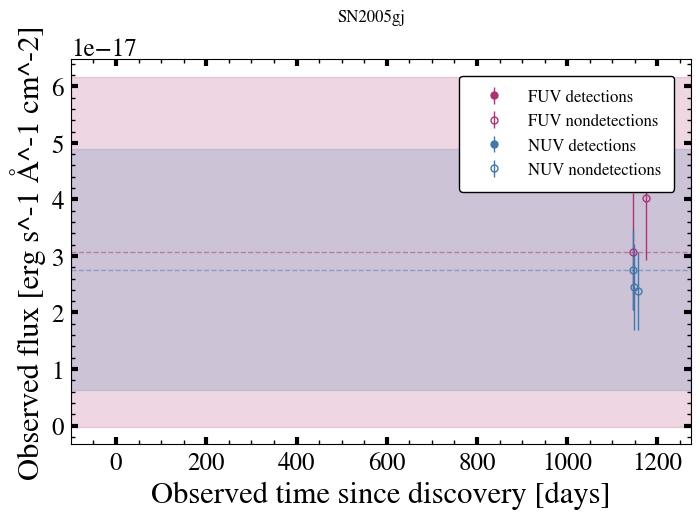 SN2005gj
1e−17
Observed flux [erg s^-1 Å^-1 cm^-2]
6
5
4
3
2
1
0
FUV detections
FUV nondetections
NUV detections
NUV nondetections
0 200 400 600 800 1000 1200
Observed time since discovery [days]